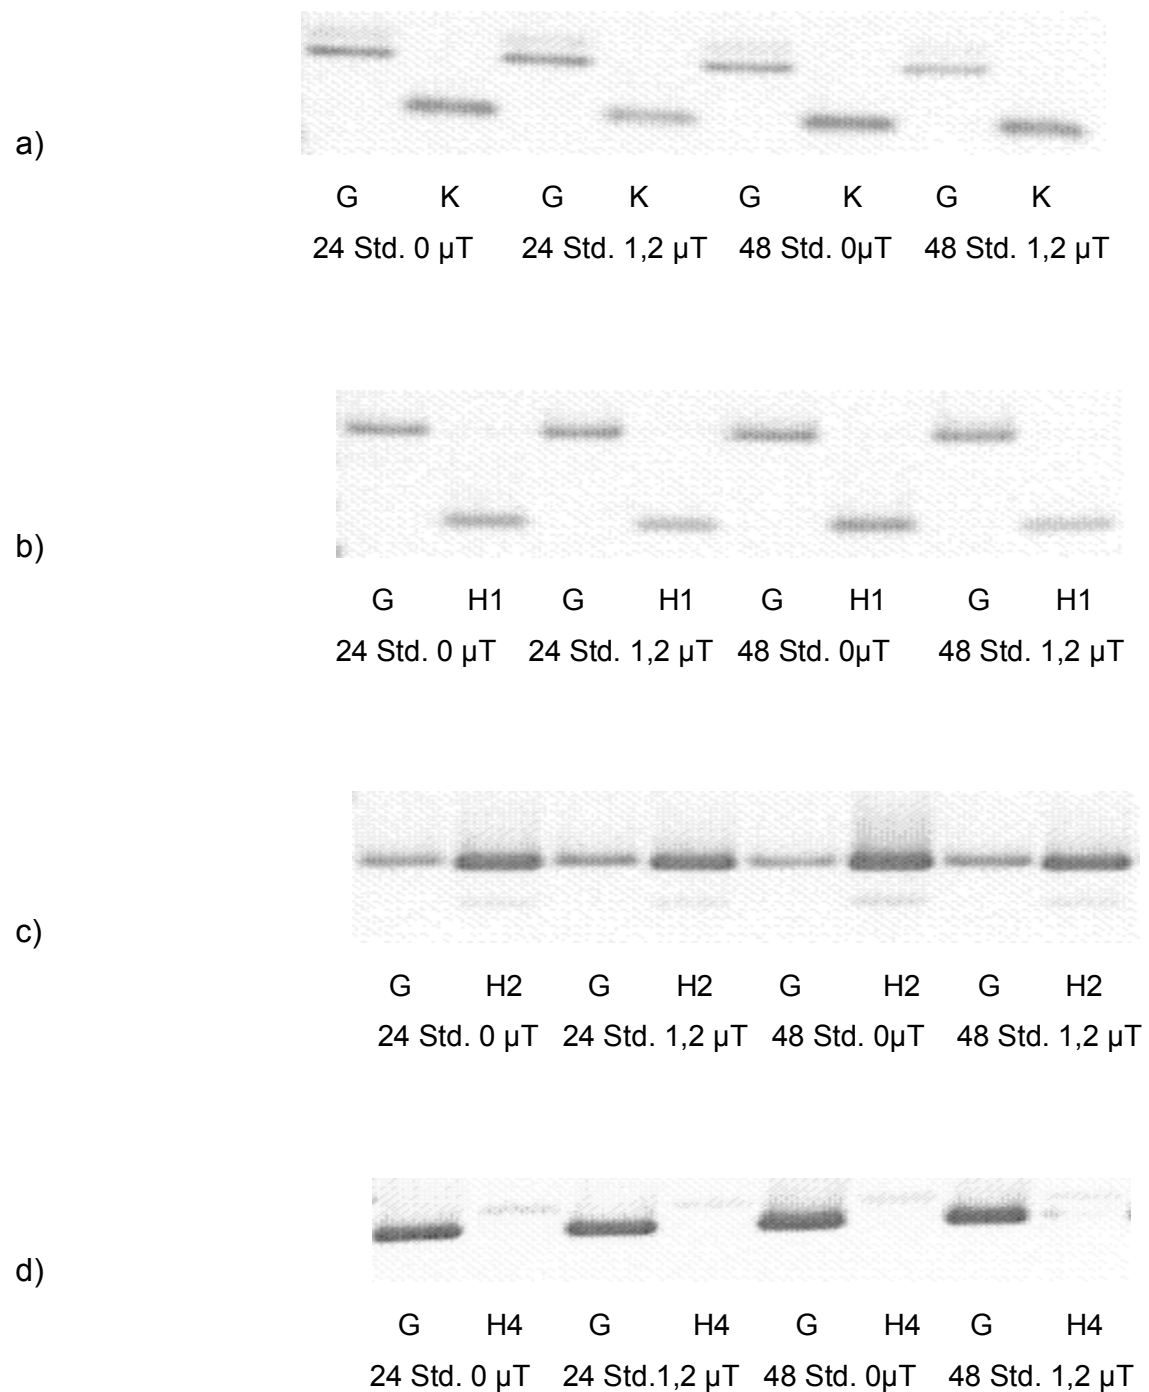 a)
G K G K G K G K
24 Std. 0 µT 24 Std. 1,2 µT 48 Std. 0µT 48 Std. 1,2 µT
b)
G H1 G H1 G H1 G H1
24 Std. 0 µT 24 Std. 1,2 µT 48 Std. 0µT 48 Std. 1,2 µT
c)
G H2 G H2 G H2 G H2
24 Std. 0 µT 24 Std. 1,2 µT 48 Std. 0µT 48 Std. 1,2 µT
d)
G H4 G H4 G H4 G H4
24 Std. 0 µT 24 Std.1,2 µT 48 Std. 0µT 48 Std. 1,2 µT